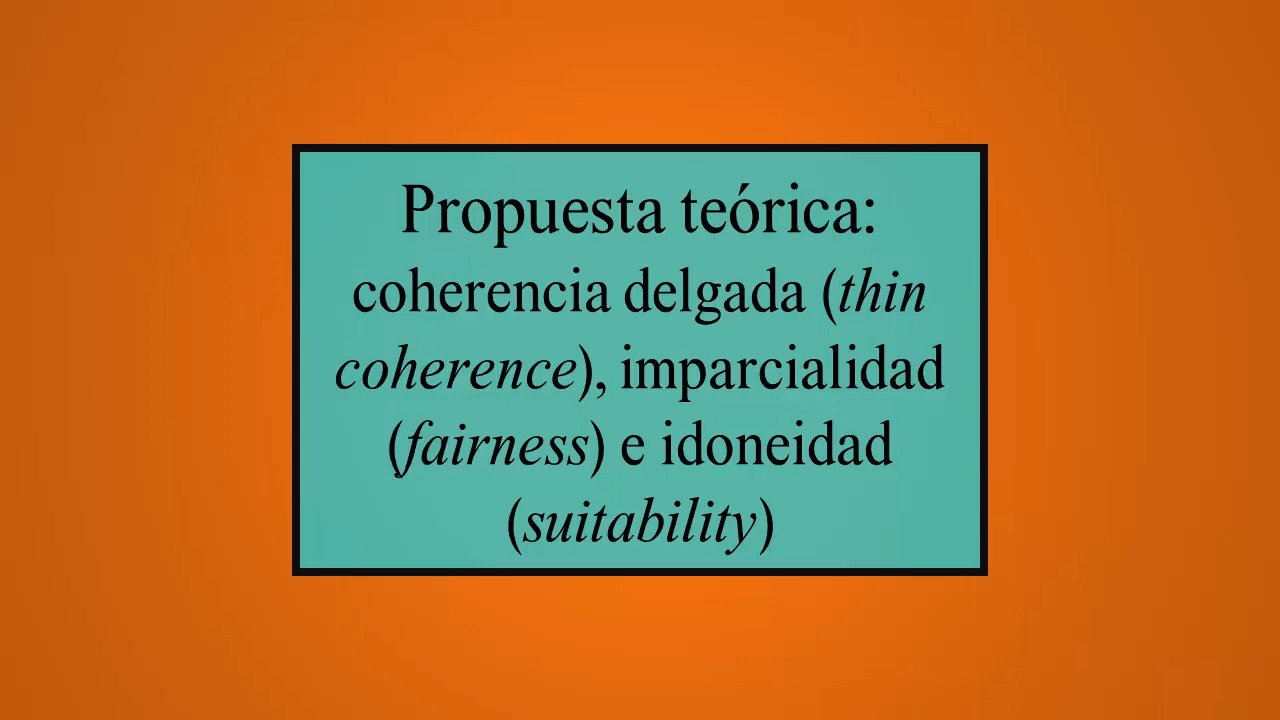 Propuesta teórica:
coherencia delgada (thin
coherence), imparcialidad
(fairness) e idoneidad
(suitability)